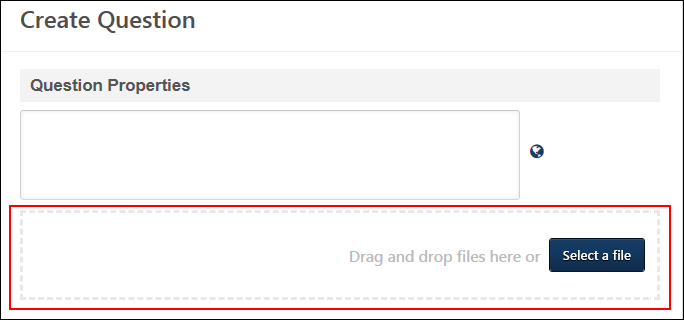 Create Question
Question Properties
Drag and drop files here or Select a file